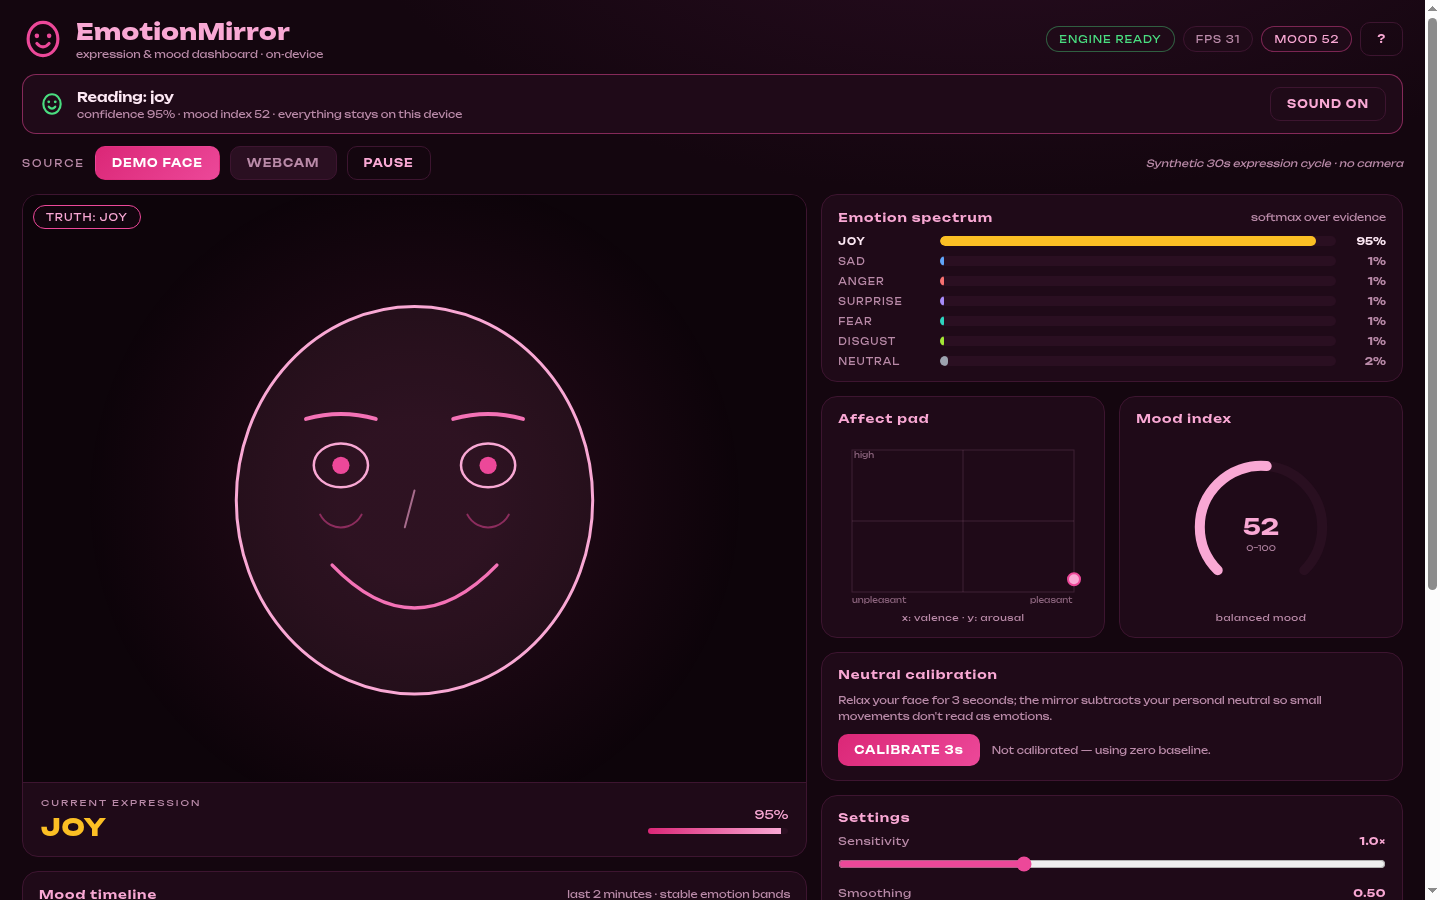 EmotionMirror
expression & mood dashboard · on-device
ENGINE READY
FPS 31
MOOD 52
?
Reading: joy
confidence 95% · mood index 52 · everything stays on this device
SOUND ON
SOURCE
DEMO FACE
WEBCAM
PAUSE
Synthetic 30s expression cycle · no camera
TRUTH: JOY
CURRENT EXPRESSION
JOY
95%
Mood timeline
last 2 minutes · stable emotion bands
Emotion spectrum
softmax over evidence
JOY 95%
SAD 1%
ANGER 1%
SURPRISE 1%
FEAR 1%
DISGUST 1%
NEUTRAL 2%
Affect pad
high
unpleasant
pleasant
x: valence · y: arousal
Mood index
52
0–100
balanced mood
Neutral calibration
Relax your face for 3 seconds; the mirror subtracts your personal neutral so small
movements don't read as emotions.
CALIBRATE 3s
Not calibrated — using zero baseline.
Settings
Sensitivity
1.0×
Smoothing
0.50